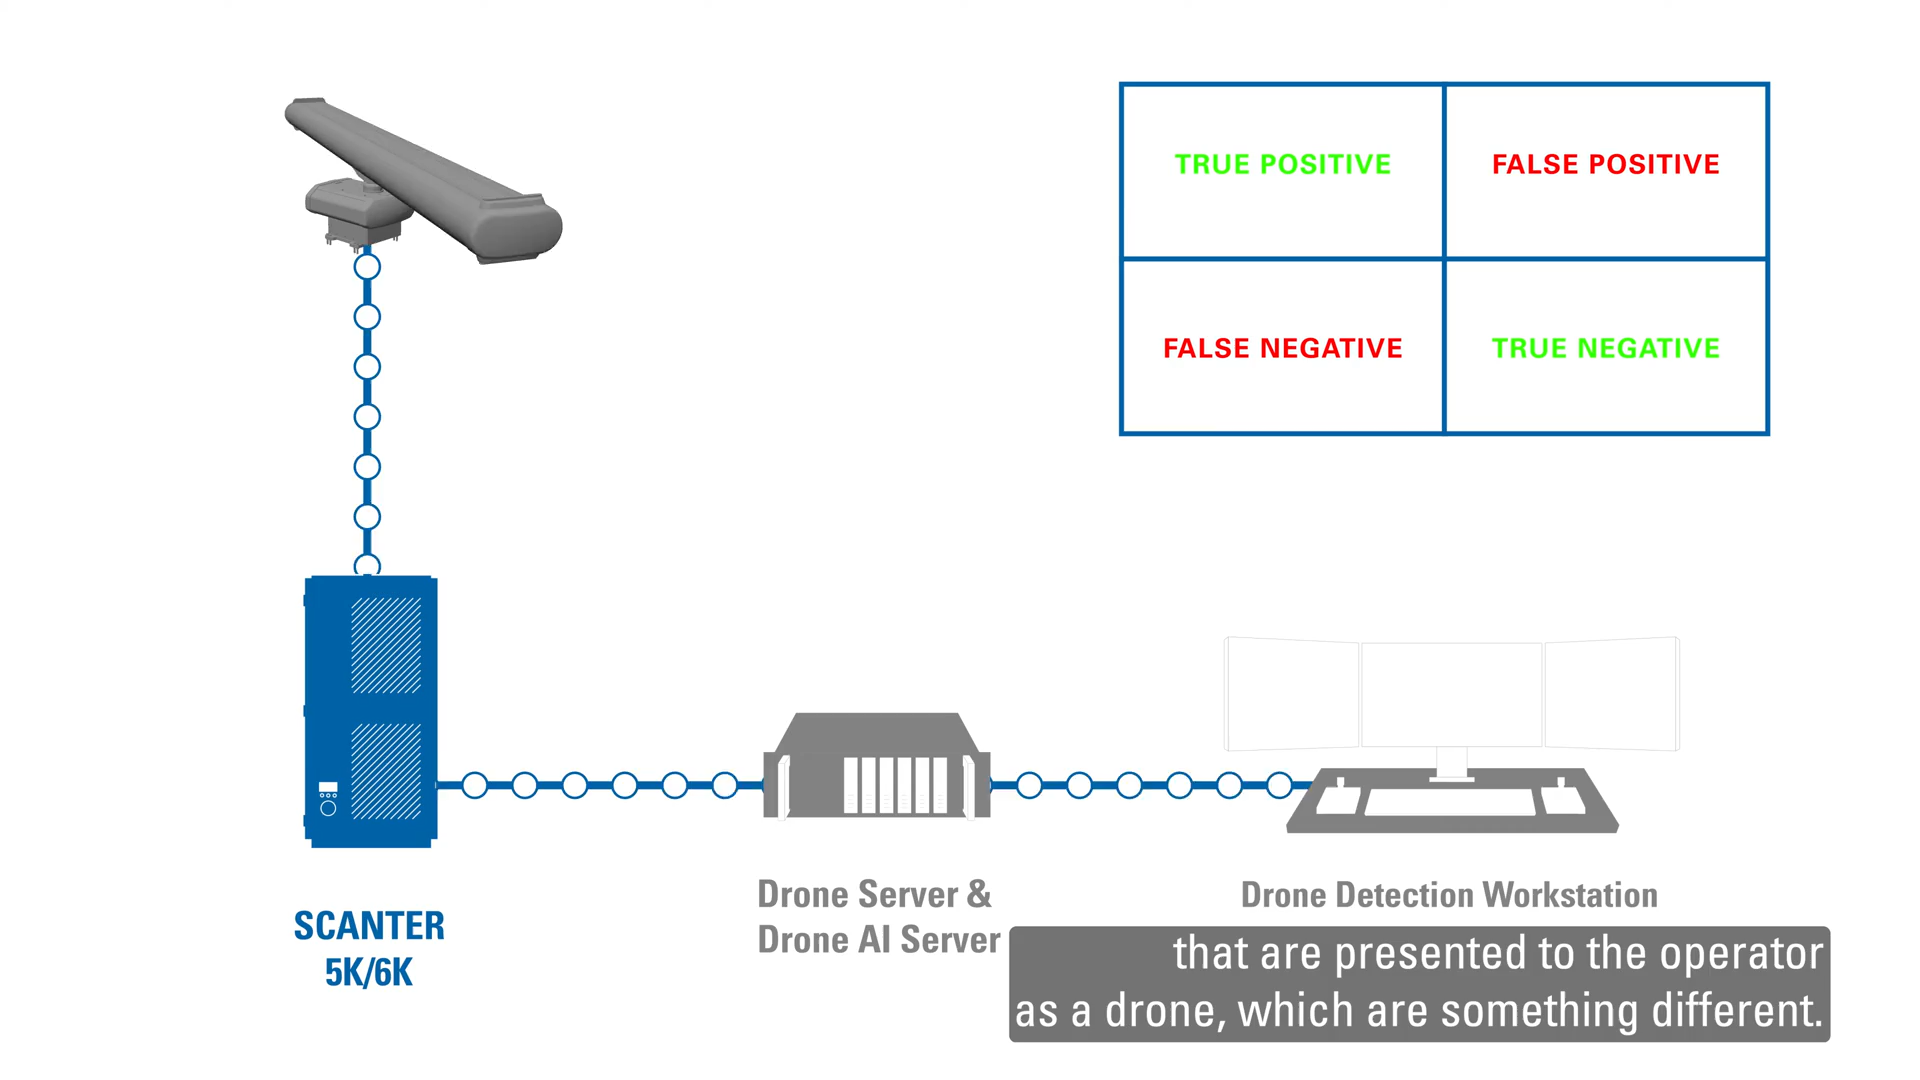 TRUE POSITIVE
FALSE POSITIVE
FALSE NEGATIVE
TRUE NEGATIVE
SCANTER
5K/6K
Drone Server &
Drone AI Server
Drone Detection Workstation
that are presented to the operator
as a drone, which are something different.